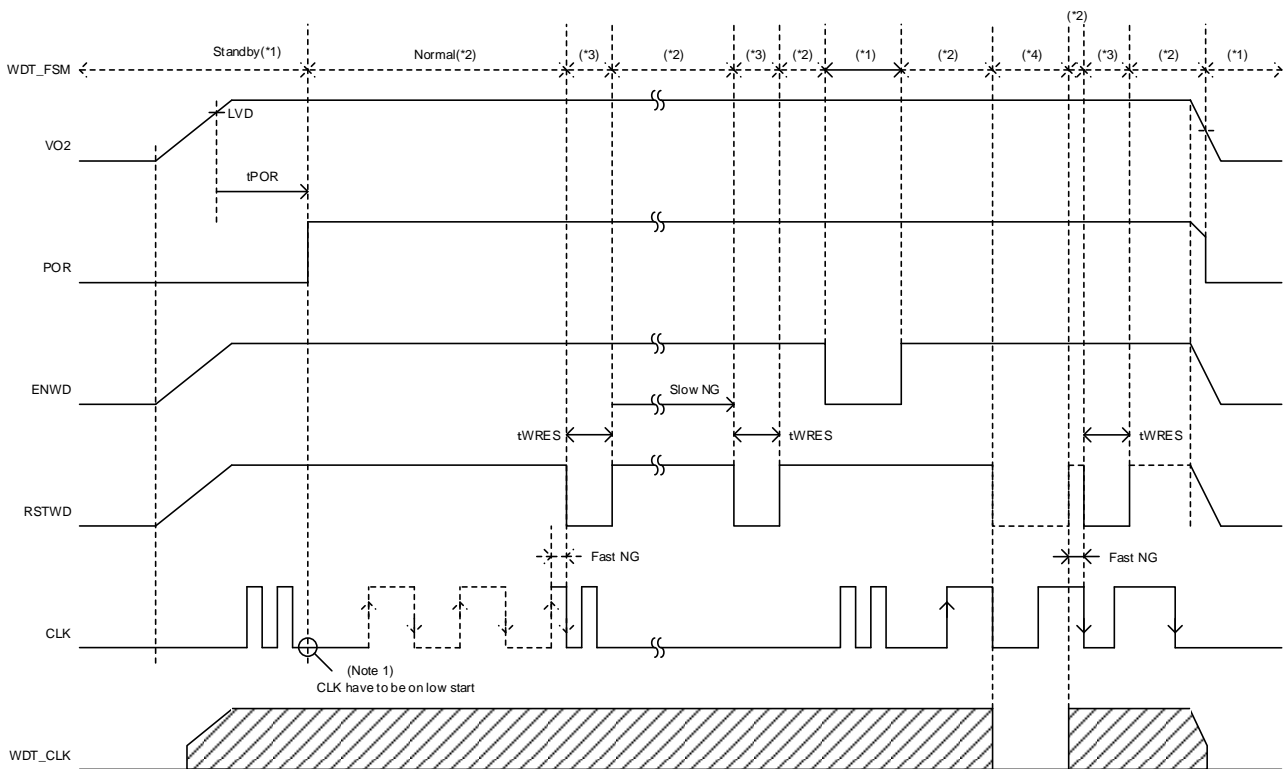 (*2)
Standby(*1) Normal(*2) (*3) (*2) (*3) (*2) (*1) (*2) (*4) (*3) (*2) (*1)
WDT_FSM
LVD
VO2
tPOR
POR
ENWD
Slow NG
tWRES tWRES tWRES
RSTWD
Fast NG Fast NG
CLK
(Note 1)
CLK have to be on low start
WDT_CLK